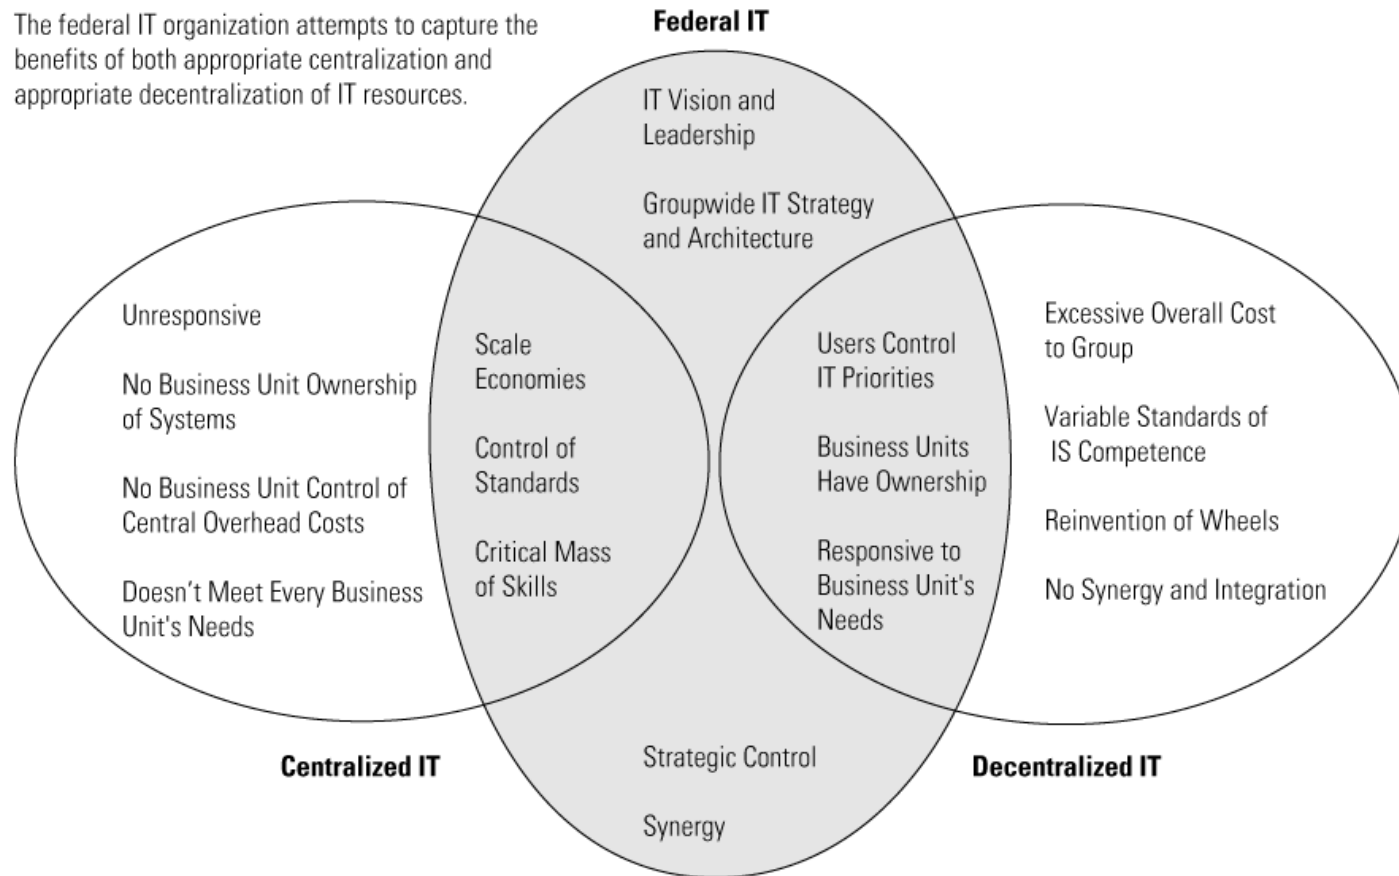 The federal IT organization attempts to capture the
benefits of both appropriate centralization and
appropriate decentralization of IT resources.
Federal IT
IT Vision and
Leadership
Groupwide IT Strategy
and Architecture
Unresponsive
No Business Unit Ownership
of Systems
No Business Unit Control of
Central Overhead Costs
Doesn’t Meet Every Business
Unit's Needs
Scale
Economies
Control of
Standards
Critical Mass
of Skills
Users Control
IT Priorities
Business Units
Have Ownership
Responsive to
Business Unit's
Needs
Excessive Overall Cost
to Group
Variable Standards of
IS Competence
Reinvention of Wheels
No Synergy and Integration
Centralized IT
Strategic Control
Synergy
Decentralized IT